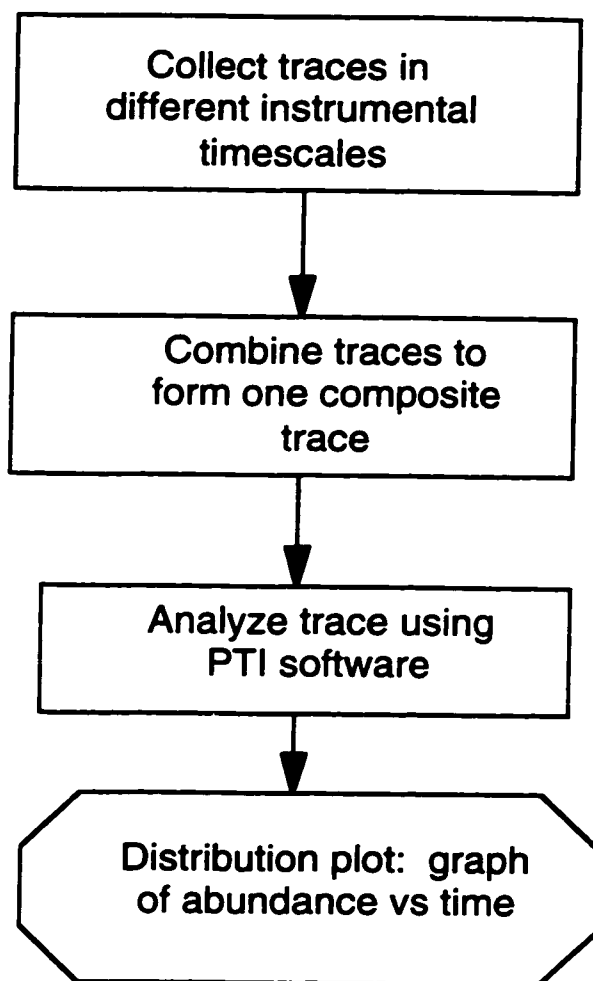 Collect traces in
different instrumental
timescales
Combine traces to
form one composite
trace
Analyze trace using
PTI software
Distribution plot: graph
of abundance vs time